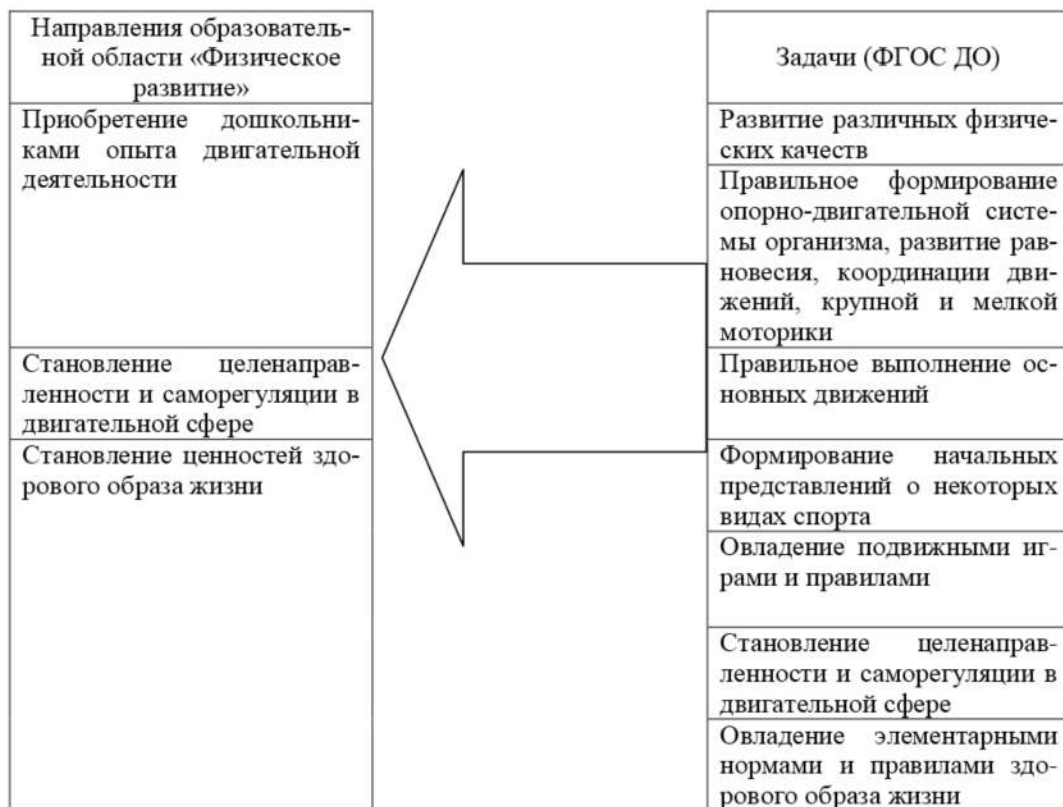 Направления образователь-
ной области «Физическое
развитие»
Приобретение дошкольни-
ками опыта двигательной
деятельности
Становление целенаправ-
ленности и саморегуляции в
двигательной сфере
Становление ценностей здо-
рового образа жизни
Задачи (ФГОС ДО)
Развитие различных физиче-
ских качеств
Правильное формирование
опорно-двигательной систе-
мы организма, развитие рав-
новесия, координации дви-
жений, крупной и мелкой
моторики
Правильное выполнение ос-
новных движений
Формирование начальных
представлений о некоторых
видах спорта
Овладение подвижными иг-
рами и правилами
Становление целенаправ-
ленности и саморегуляции в
двигательной сфере
Овладение элементарными
нормами и правилами здо-
рового образа жизни